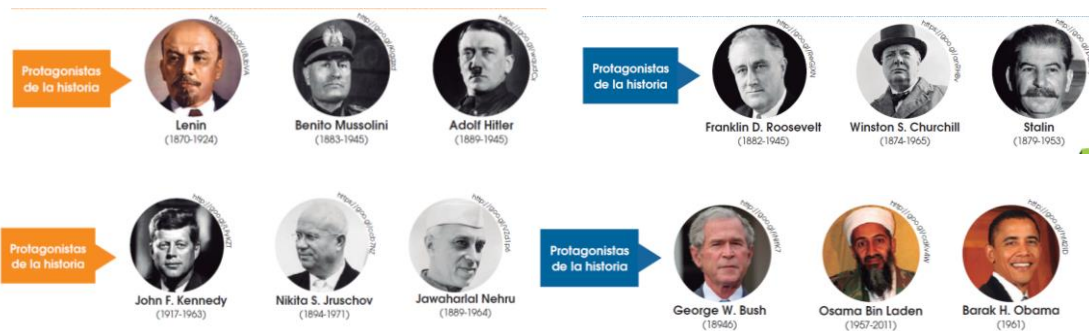 Protagonistas
de la historia
Lenin
(1870-1924)
Benito Mussolini
(1883-1945)
Adolf Hitler
(1889-1945)
Protagonistas
de la historia
Franklin D. Roosevelt
(1882-1945)
Winston S. Churchill
(1874-1965)
Stalin
(1879-1953)
Protagonistas
de la historia
John F. Kennedy
(1917-1963)
Nikita S. Jruschov
(1894-1971)
Jawaharlal Nehru
(1889-1964)
Protagonistas
de la historia
George W. Bush
(18946)
Osama Bin Laden
(1957-2011)
Barak H. Obama
(1961)